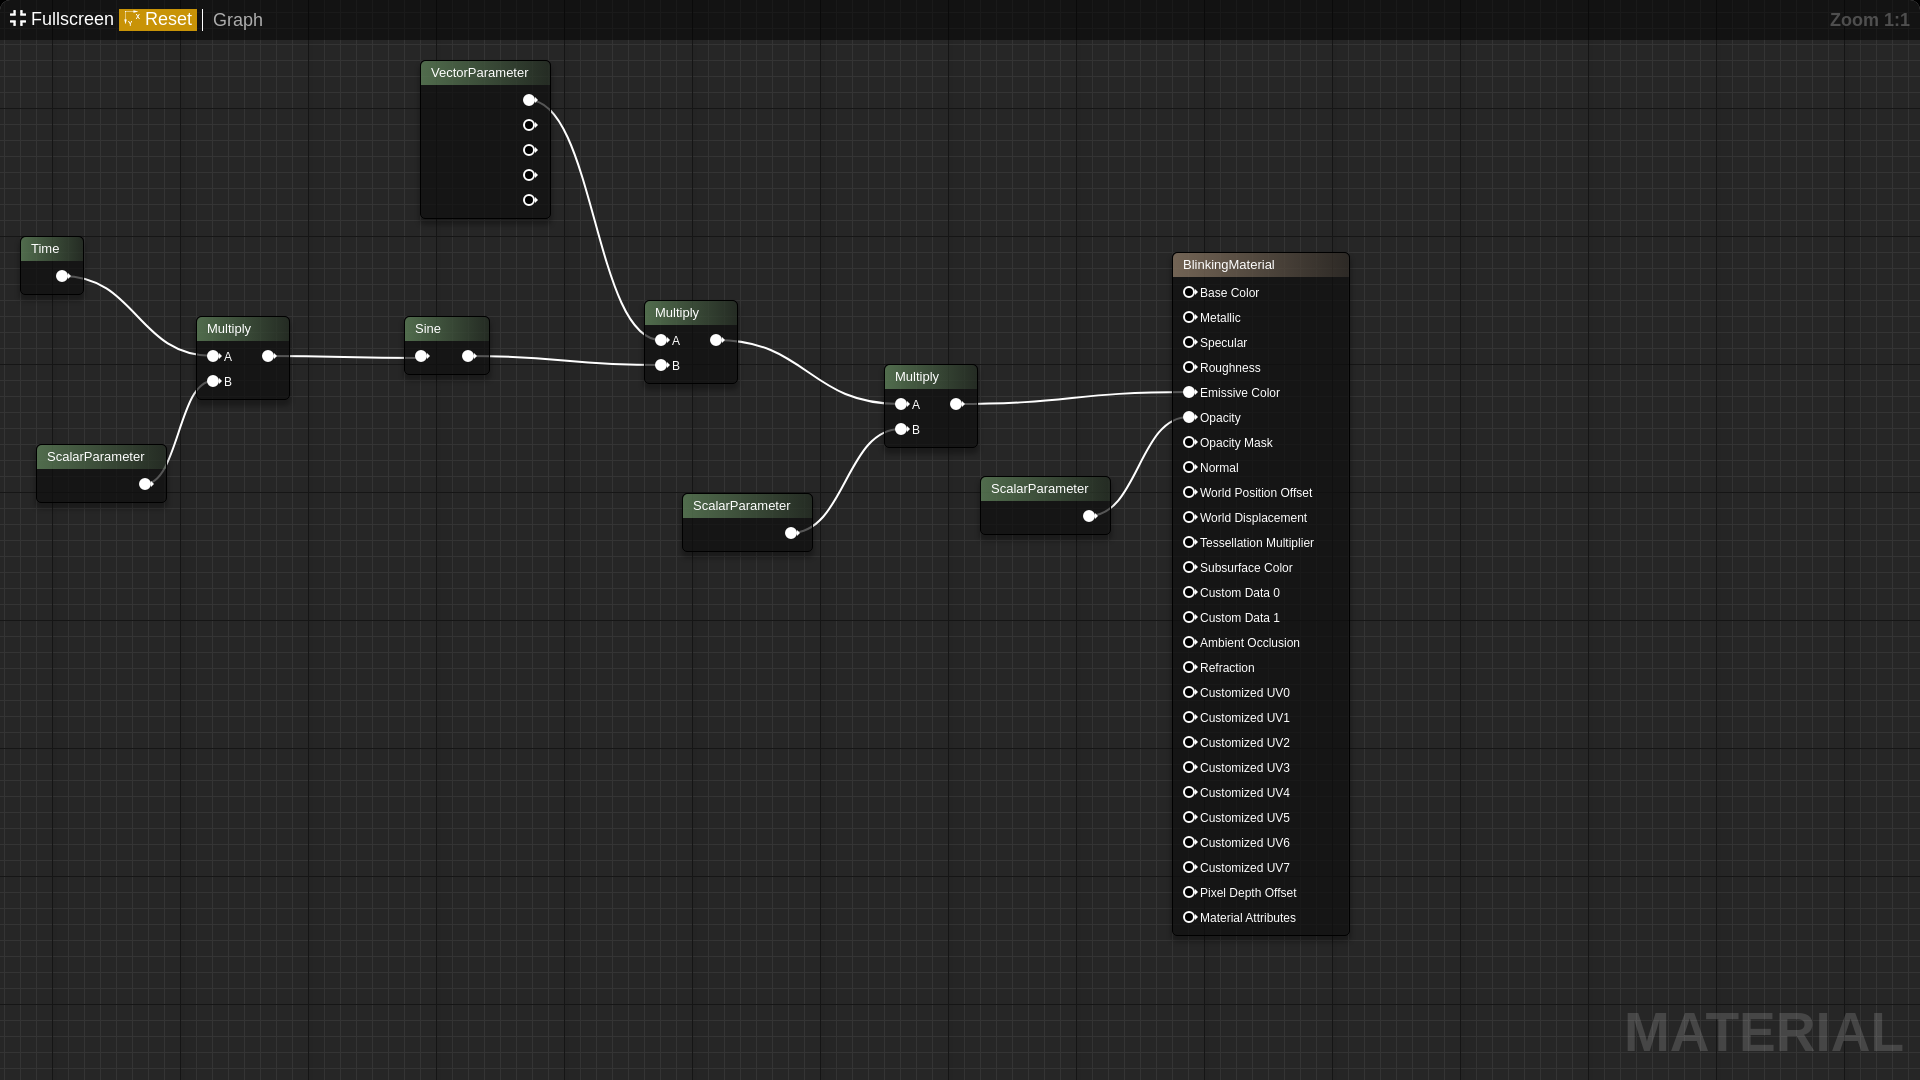 Fullscreen Reset Graph
Zoom 1:1
VectorParameter
Time
Multiply
A
B
Sine
ScalarParameter
Multiply
A
B
Multiply
A
B
ScalarParameter
ScalarParameter
BlinkingMaterial
Base Color
Metallic
Specular
Roughness
Emissive Color
Opacity
Opacity Mask
Normal
World Position Offset
World Displacement
Tessellation Multiplier
Subsurface Color
Custom Data 0
Custom Data 1
Ambient Occlusion
Refraction
Customized UV0
Customized UV1
Customized UV2
Customized UV3
Customized UV4
Customized UV5
Customized UV6
Customized UV7
Pixel Depth Offset
Material Attributes
MATERIAL